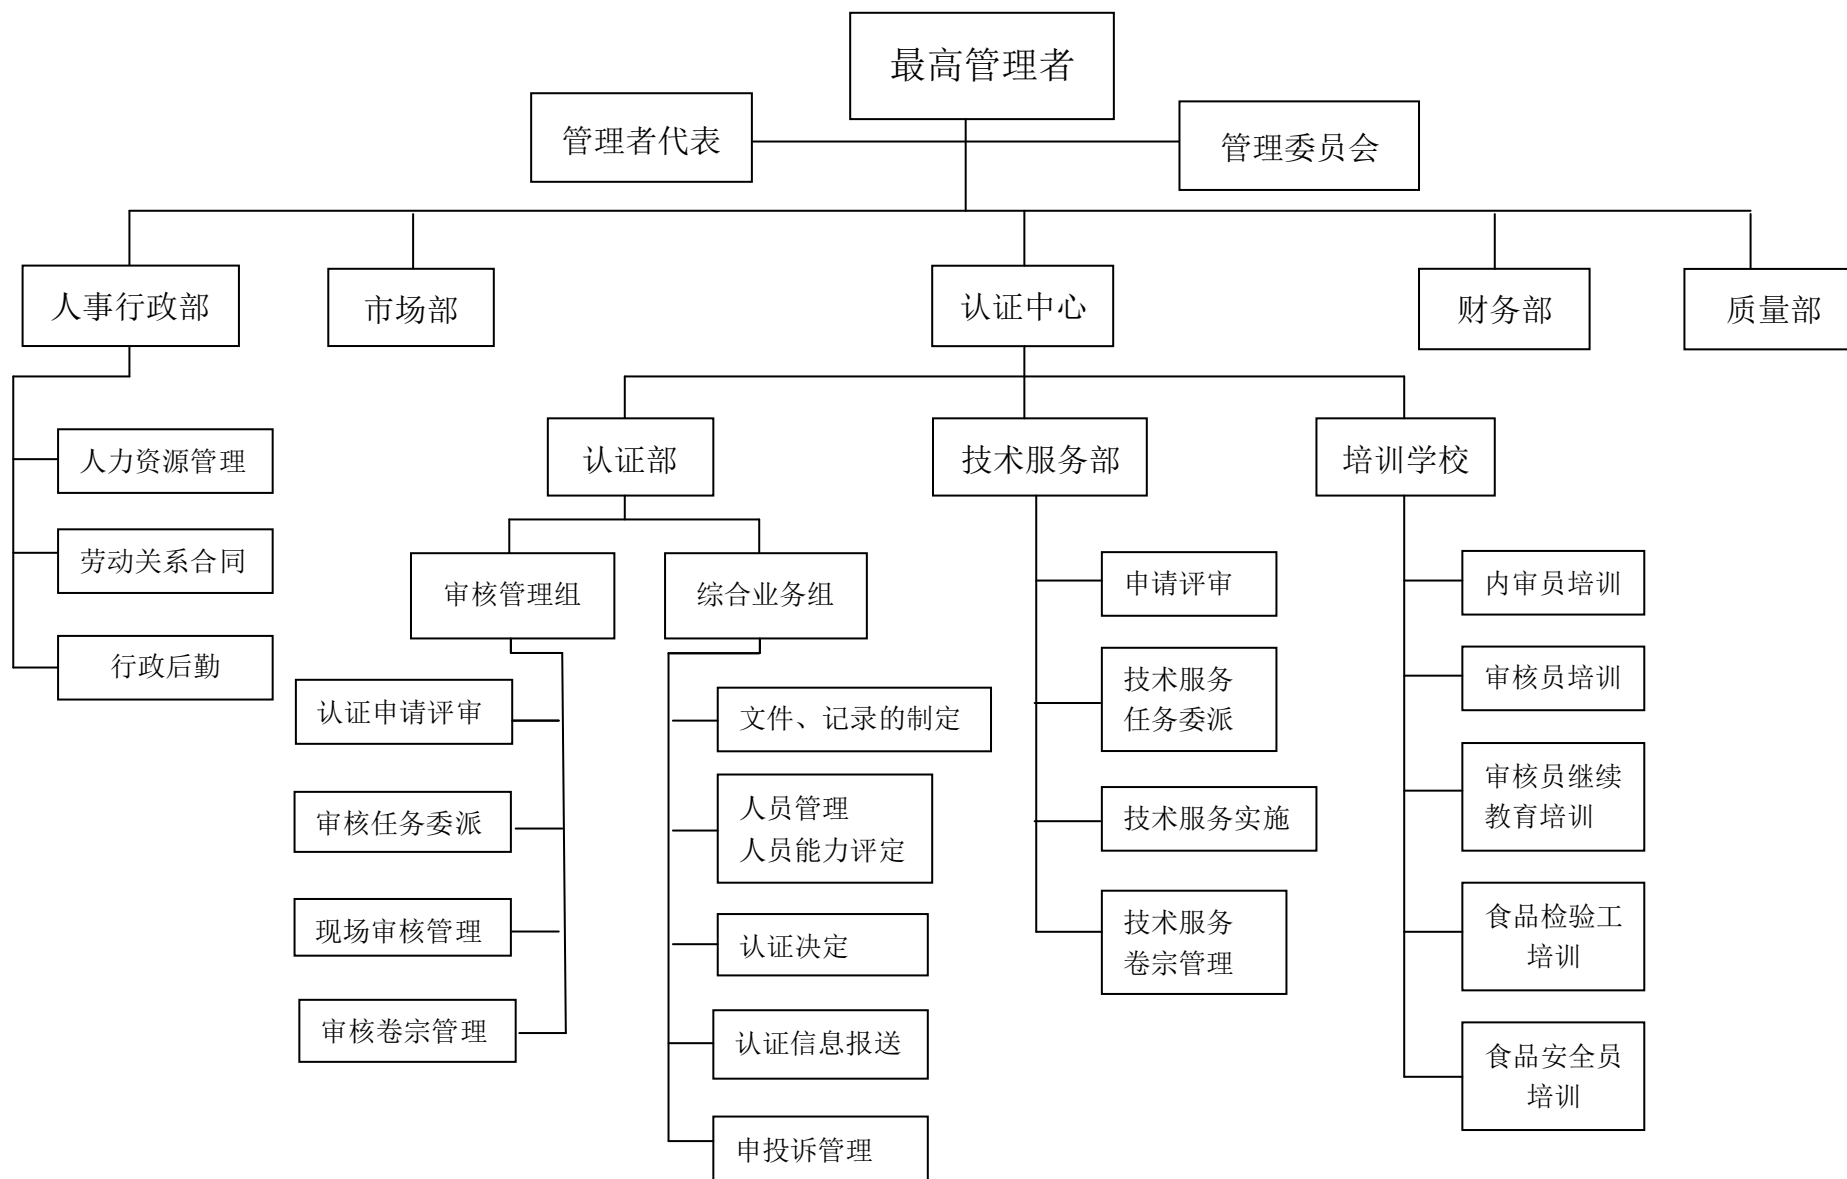 最高管理者
管理者代表
管理委员会
人事行政部
市场部
认证中心
财务部
质量部
人力资源管理
劳动关系合同
行政后勤
认证部
技术服务部
培训学校
审核管理组
综合业务组
认证申请评审
审核任务委派
现场审核管理
审核卷宗管理
文件、记录的制定
人员管理
人员能力评定
认证决定
认证信息报送
申投诉管理
申请评审
技术服务
任务委派
技术服务实施
技术服务
卷宗管理
内审员培训
审核员培训
审核员继续
教育培训
食品检验工
培训
食品安全员
培训